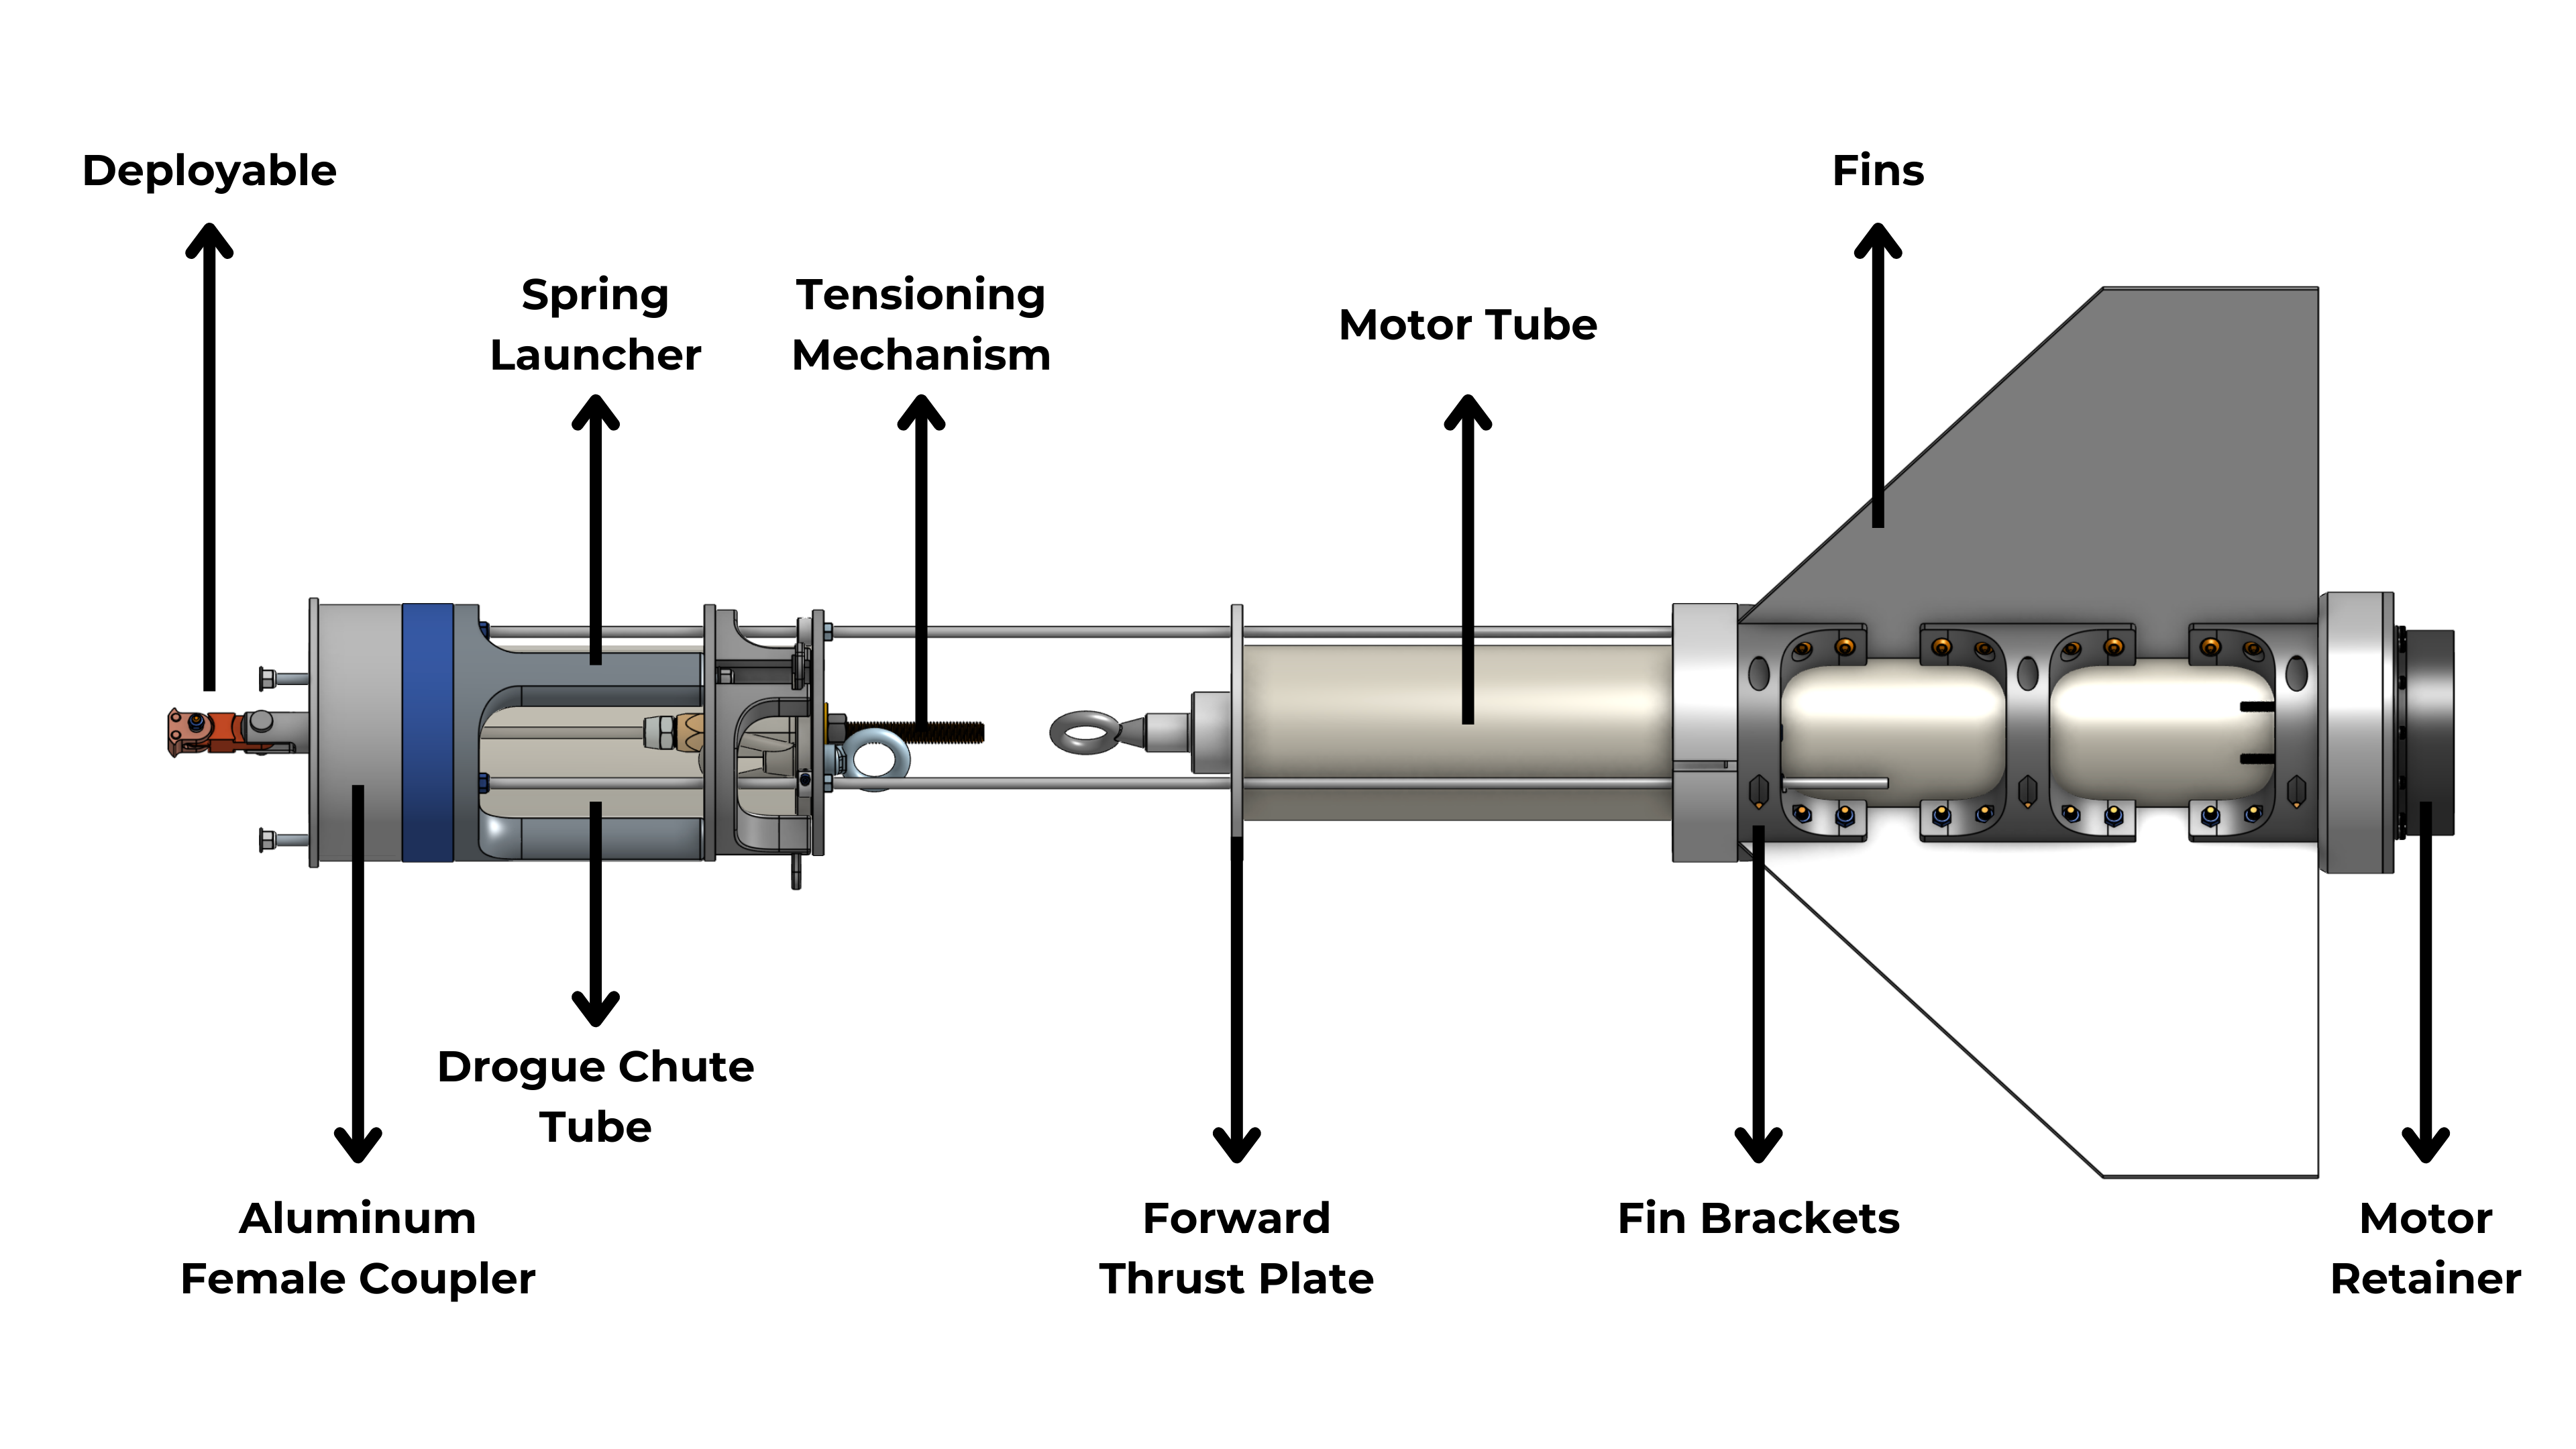 Deployable
Fins
Spring
Launcher
Tensioning
Mechanism
Motor Tube
Drogue Chute
Tube
Aluminum
Female Coupler
Forward
Thrust Plate
Fin Brackets
Motor
Retainer